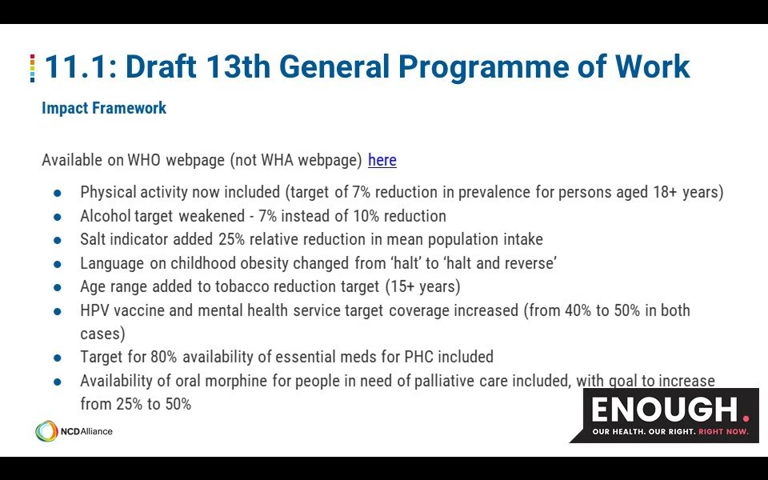 11.1: Draft 13th General Programme of Work
Impact Framework
Available on WHO webpage (not WHA webpage) here
● Physical activity now included (target of 7% reduction in prevalence for persons aged 18+ years)
● Alcohol target weakened - 7% instead of 10% reduction
● Salt indicator added 25% relative reduction in mean population intake
● Language on childhood obesity changed from ‘halt’ to ‘halt and reverse’
● Age range added to tobacco reduction target (15+ years)
● HPV vaccine and mental health service target coverage increased (from 40% to 50% in both
cases)
● Target for 80% availability of essential meds for PHC included
● Availability of oral morphine for people in need of palliative care included, with goal to increase
from 25% to 50%
NCDAlliance
ENOUGH.
OUR HEALTH. OUR RIGHT. RIGHT NOW.